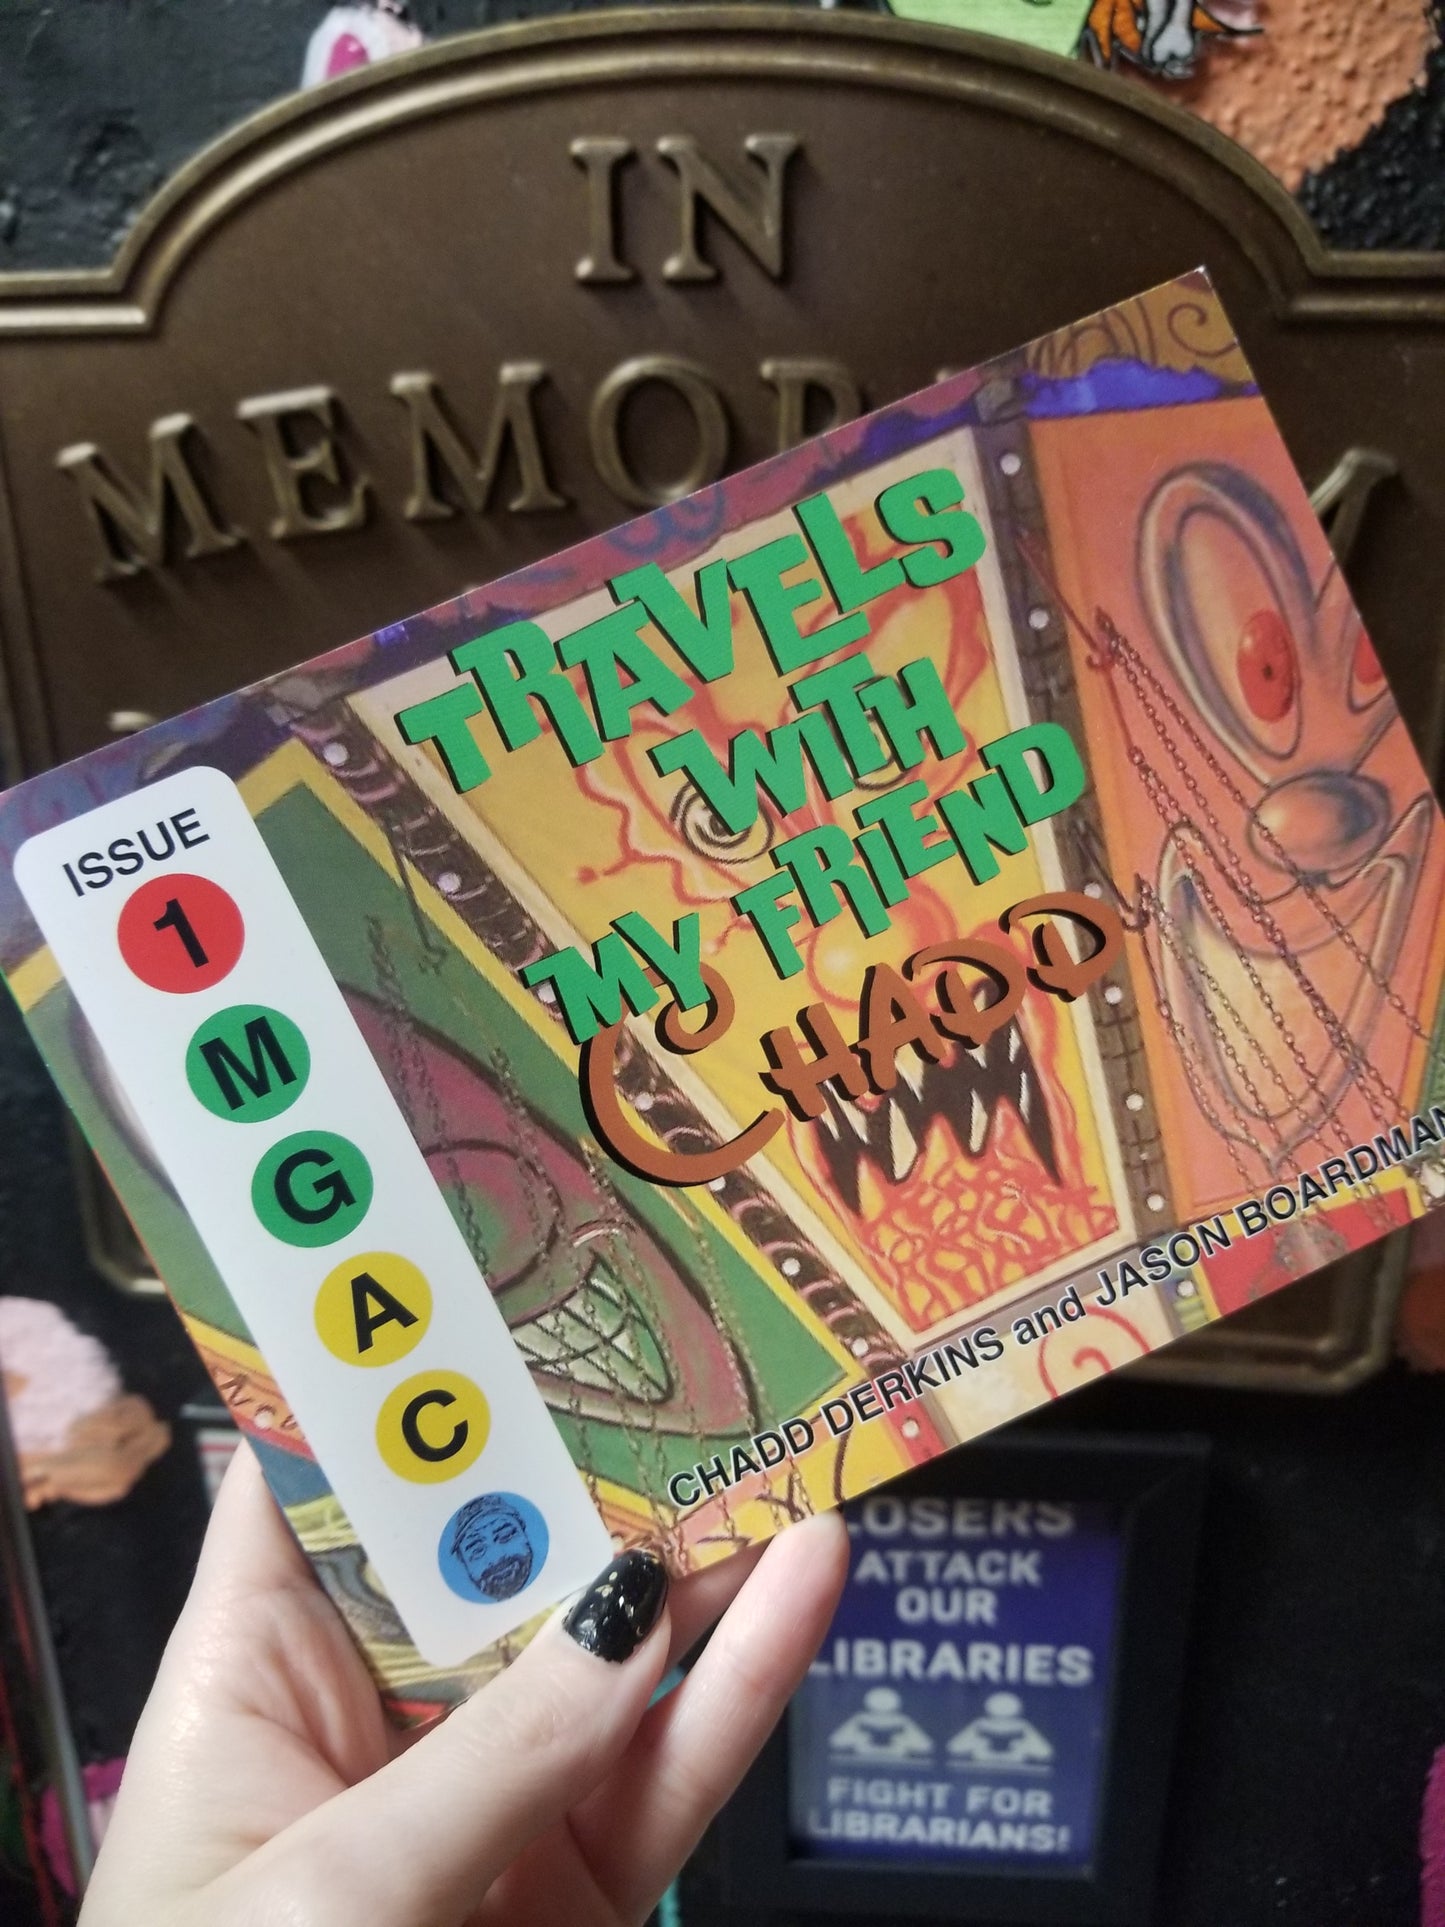 IN
ISSUE
1
M
G
A
C
TRAVELS
WITH
MY FRIEND
CHADD
CHADD DERKINS and JASON BOARDMAN
LOSERS
ATTACK
OUR
LIBRARIES
FIGHT FOR
LIBRARIANS!